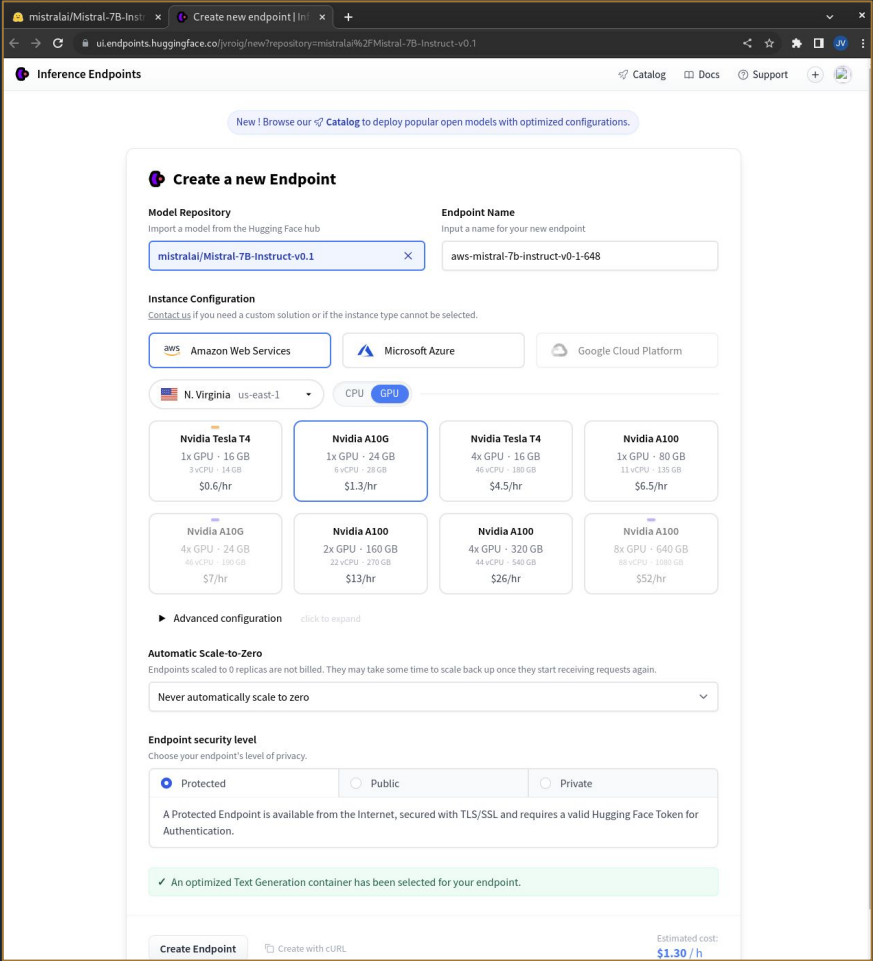 mistralai/Mistral-7B-Instr
Create new endpoint | In
ui.endpoints.huggingface.co/jvroig/new?repository=mistralai%2FMistral-7B-Instruct-v0.1
JV
Inference Endpoints
Catalog
Docs
Support
New ! Browse our Catalog to deploy popular open models with optimized configurations.
Create a new Endpoint
Model Repository
Import a model from the Hugging Face hub
mistralai/Mistral-7B-Instruct-v0.1
Endpoint Name
Input a name for your new endpoint
aws-mistral-7b-instruct-v0-1-648
Instance Configuration
Contact us if you need a custom solution or if the instance type cannot be selected.
aws Amazon Web Services
Microsoft Azure
Google Cloud Platform
N. Virginia us-east-1
CPU GPU
Nvidia Tesla T4
1x GPU · 16 GB
3 vCPU · 14 GB
$0.6/hr
Nvidia A10G
1x GPU · 24 GB
6 vCPU · 28 GB
$1.3/hr
Nvidia Tesla T4
4x GPU · 16 GB
46 vCPU · 180 GB
$4.5/hr
Nvidia A100
1x GPU · 80 GB
11 vCPU · 135 GB
$6.5/hr
Nvidia A10G
4x GPU · 24 GB
46 vCPU · 190 GB
$7/hr
Nvidia A100
2x GPU · 160 GB
22 vCPU · 270 GB
$13/hr
Nvidia A100
4x GPU · 320 GB
44 vCPU · 540 GB
$26/hr
Nvidia A100
8x GPU · 640 GB
88 vCPU · 1080 GB
$52/hr
Advanced configuration click to expand
Automatic Scale-to-Zero
Endpoints scaled to 0 replicas are not billed. They may take some time to scale back up once they start receiving requests again.
Never automatically scale to zero
Endpoint security level
Choose your endpoint's level of privacy.
Protected
Public
Private
A Protected Endpoint is available from the Internet, secured with TLS/SSL and requires a valid Hugging Face Token for
Authentication.
✓ An optimized Text Generation container has been selected for your endpoint.
Create Endpoint
Create with cURL
Estimated cost:
$1.30 / h